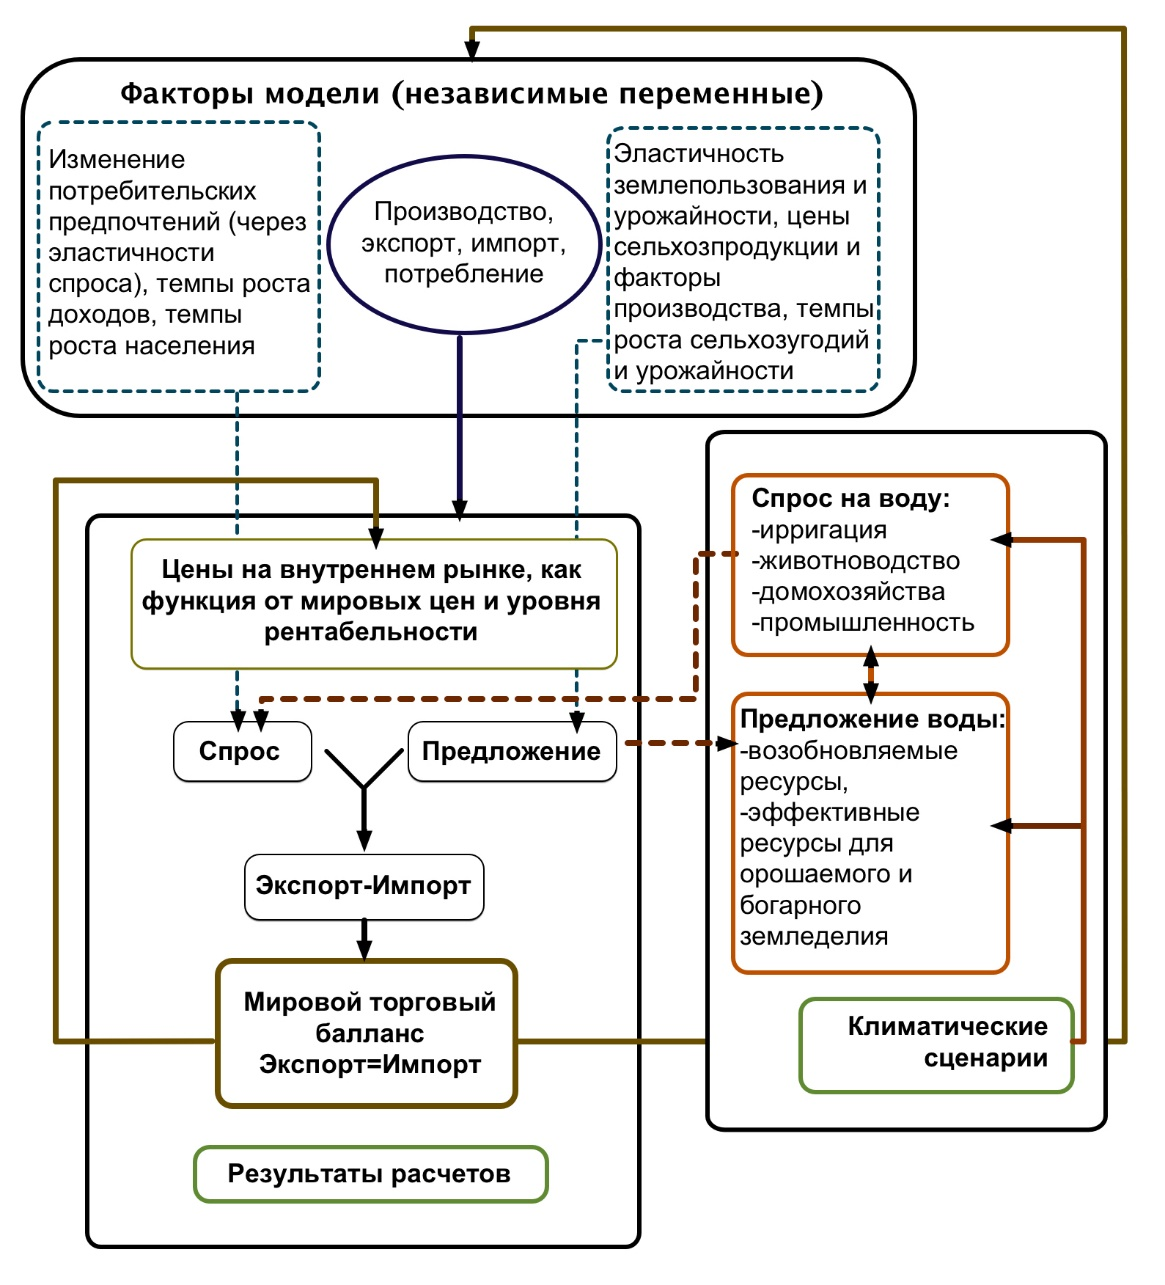 Факторы модели (независимые переменные)
Изменение
потребительских
предпочтений (через
эластичности
спроса), темпы роста
доходов, темпы
роста населения
Производство,
экспорт, импорт,
потребление
Эластичность
землепользования и
урожайности, цены
сельхозпродукции и
факторы
производства, темпы
роста сельхозугодий
и урожайности
Цены на внутреннем рынке, как
функция от мировых цен и уровня
рентабельности
Спрос
Предложение
Экспорт-Импорт
Мировой торговый
балланс
Экспорт=Импорт
Результаты расчетов
Спрос на воду:
-ирригация
-животноводство
-домохозяйства
-промышленность
Предложение воды:
-возобновляемые
ресурсы,
-эффективные
ресурсы для
орошаемого и
богарного
земледелия
Климатические
сценарии